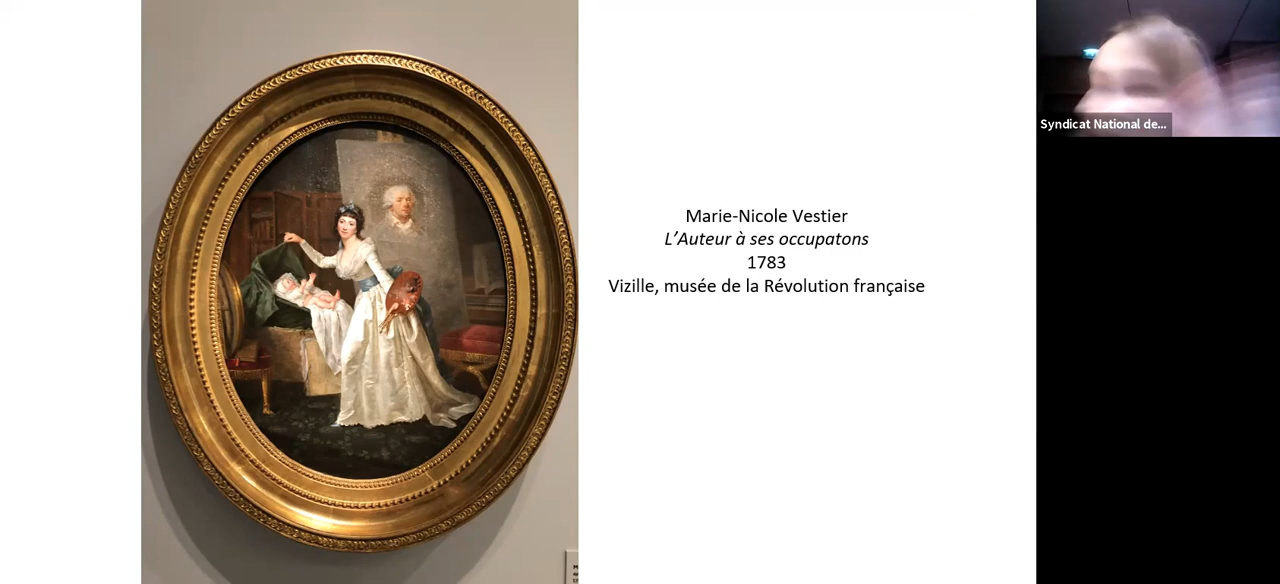 Marie-Nicole Vestier
L’Auteur à ses occupatons
1783
Vizille, musée de la Révolution française
Syndicat National de...